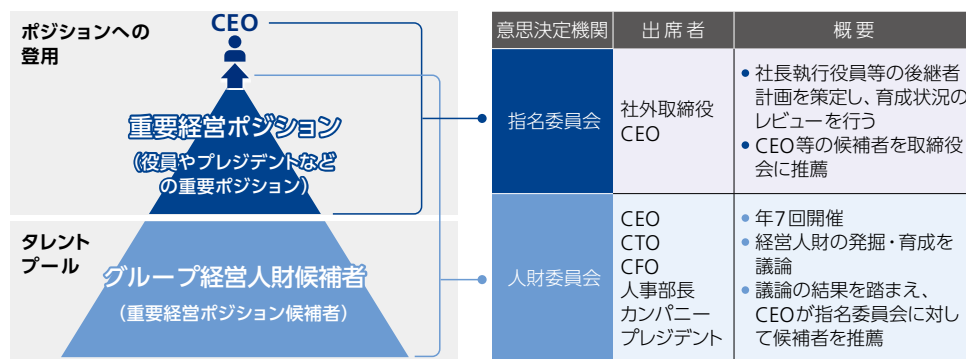 ポジションへの
登用
CEO
重要経営ポジション
（役員やプレジデントなど
の重要ポジション）
タレント
プール
グループ経営人財候補者
（重要経営ポジション候補者）
意思決定機関 出席者 概要
指名委員会
社外取締役
CEO
● 社長執行役員等の後継者
計画を策定し、育成状況の
レビューを行う
● CEO等の候補者を取締役
会に推薦
人財委員会
CEO
CTO
CFO
人事部長
カンパニー
プレジデント
● 年7回開催
● 経営人財の発掘・育成を
議論
● 議論の結果を踏まえ、
CEOが指名委員会に対し
て候補者を推薦